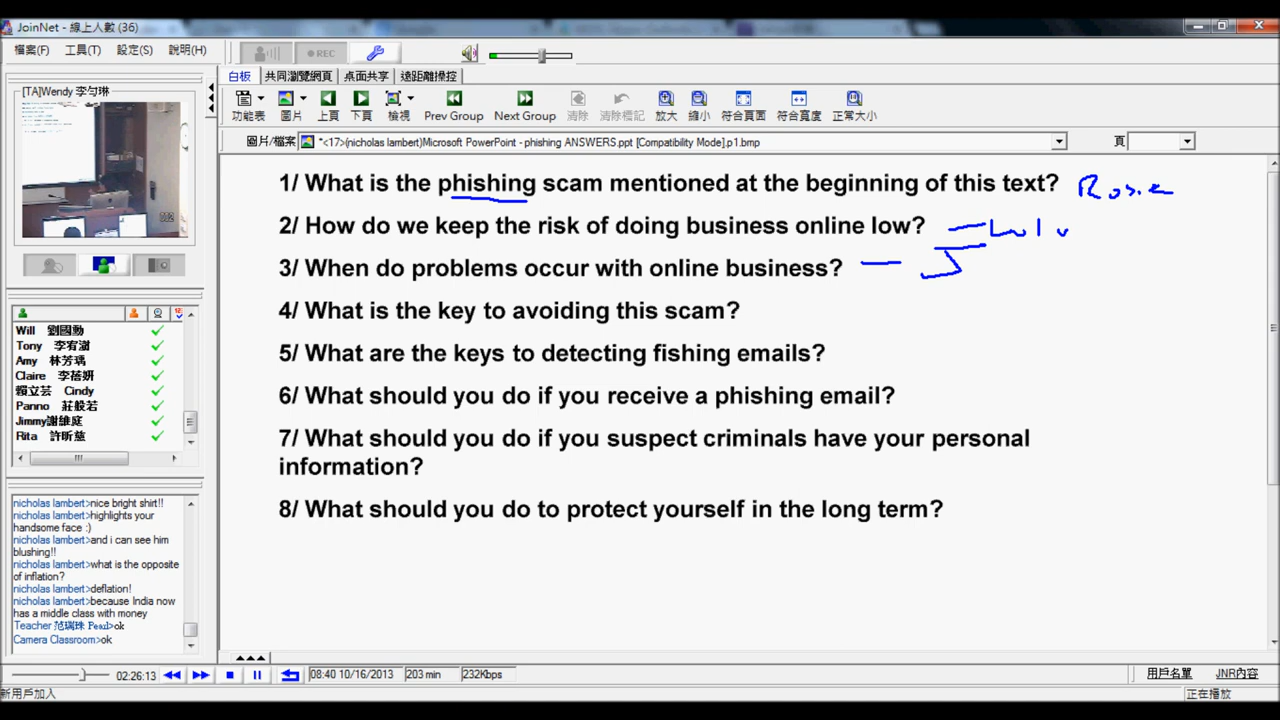 JoinNet - 線上人數 (36)
檔案(F) 工具(T) 設定(S) 說明(H)
REC
[TA]Wendy 李勻琳
白板 共同瀏覽網頁 桌面共享 遠距離操控
功能表 圖片 上頁 下頁 檢視 Prev Group Next Group 清除 清除標記 放大 縮小 符合頁面 符合寬度 正常大小
圖片/檔案 *<17>(nicholas lambert)Microsoft PowerPoint - phishing ANSWERS.ppt [Compatibility Mode].p1.bmp 頁
1/ What is the phishing scam mentioned at the beginning of this text? Rosie
2/ How do we keep the risk of doing business online low? Lulu
3/ When do problems occur with online business? J
4/ What is the key to avoiding this scam?
5/ What are the keys to detecting fishing emails?
6/ What should you do if you receive a phishing email?
7/ What should you do if you suspect criminals have your personal
information?
8/ What should you do to protect yourself in the long term?
Will 劉國勳
Tony 李宥澍
Amy 林芳瑀
Claire 李蓓妍
賴立芸 Cindy
Panno 莊般若
Jimmy謝維庭
Rita 許昕慈
nicholas lambert>nice bright shirt!!
nicholas lambert>highlights your
handsome face :)
nicholas lambert>and i can see him
blushing!!
nicholas lambert>what is the opposite
of inflation?
nicholas lambert>deflation!
nicholas lambert>because India now
has a middle class with money
Teacher 范瑞珠 Pearl>ok
Camera Classroom>ok
02:26:13 08:40 10/16/2013 203 min 232Kbps 用戶名單 JNR內容
新用戶加入 正在播放